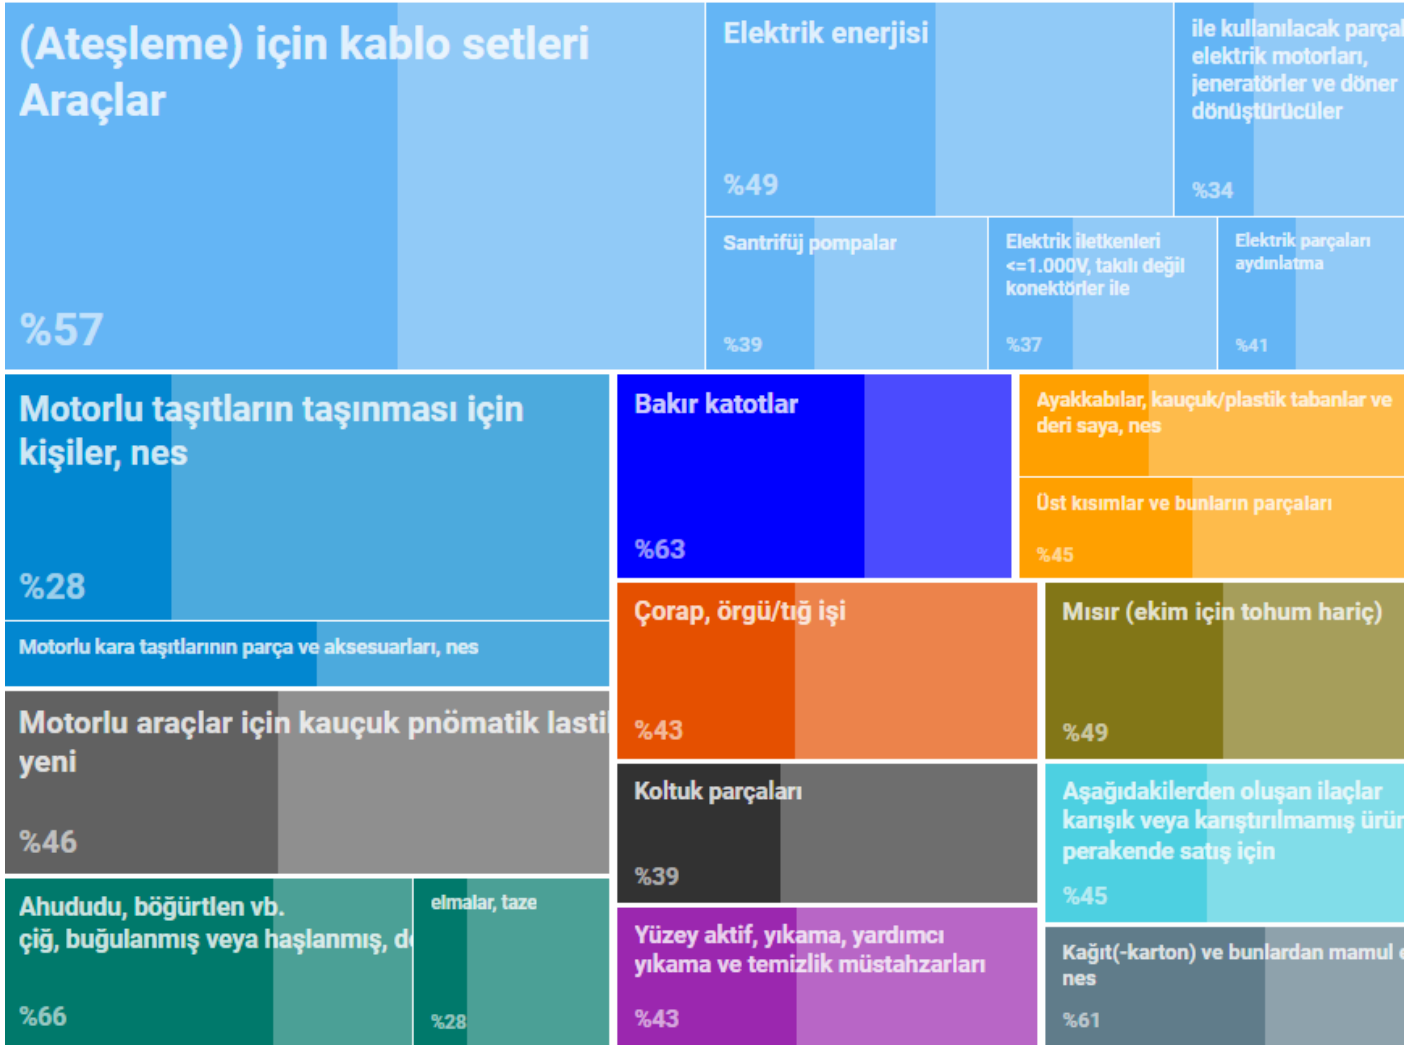 (Ateşleme) için kablo setleri
Araçlar
%57
Elektrik enerjisi
%49
ile kullanılacak parçal
elektrik motorları,
jeneratörler ve döner
dönüştürücüler
%34
Santrifüj pompalar
%39
Elektrik iletkenleri
<=1.000V, takılı değil
konektörler ile
%37
Elektrik parçaları
aydınlatma
%41
Motorlu taşıtların taşınması için
kişiler, nes
%28
Motorlu kara taşıtlarının parça ve aksesuarları, nes
Motorlu araçlar için kauçuk pnömatik lasti
yeni
%46
Ahududu, böğürtlen vb.
çiğ, buğulanmış veya haşlanmış, d
%66
elmalar, taze
%28
Bakır katotlar
%63
Ayakkabılar, kauçuk/plastik tabanlar ve
deri saya, nes
Üst kısımlar ve bunların parçaları
%45
Çorap, örgü/tığ işi
%43
Mısır (ekim için tohum hariç)
%49
Koltuk parçaları
%39
Aşağıdakilerden oluşan ilaçlar
karışık veya karıştırılmamış ürür
perakende satış için
%45
Yüzey aktif, yıkama, yardımcı
yıkama ve temizlik müstahzarları
%43
Kağıt(-karton) ve bunlardan mamul e
nes
%61